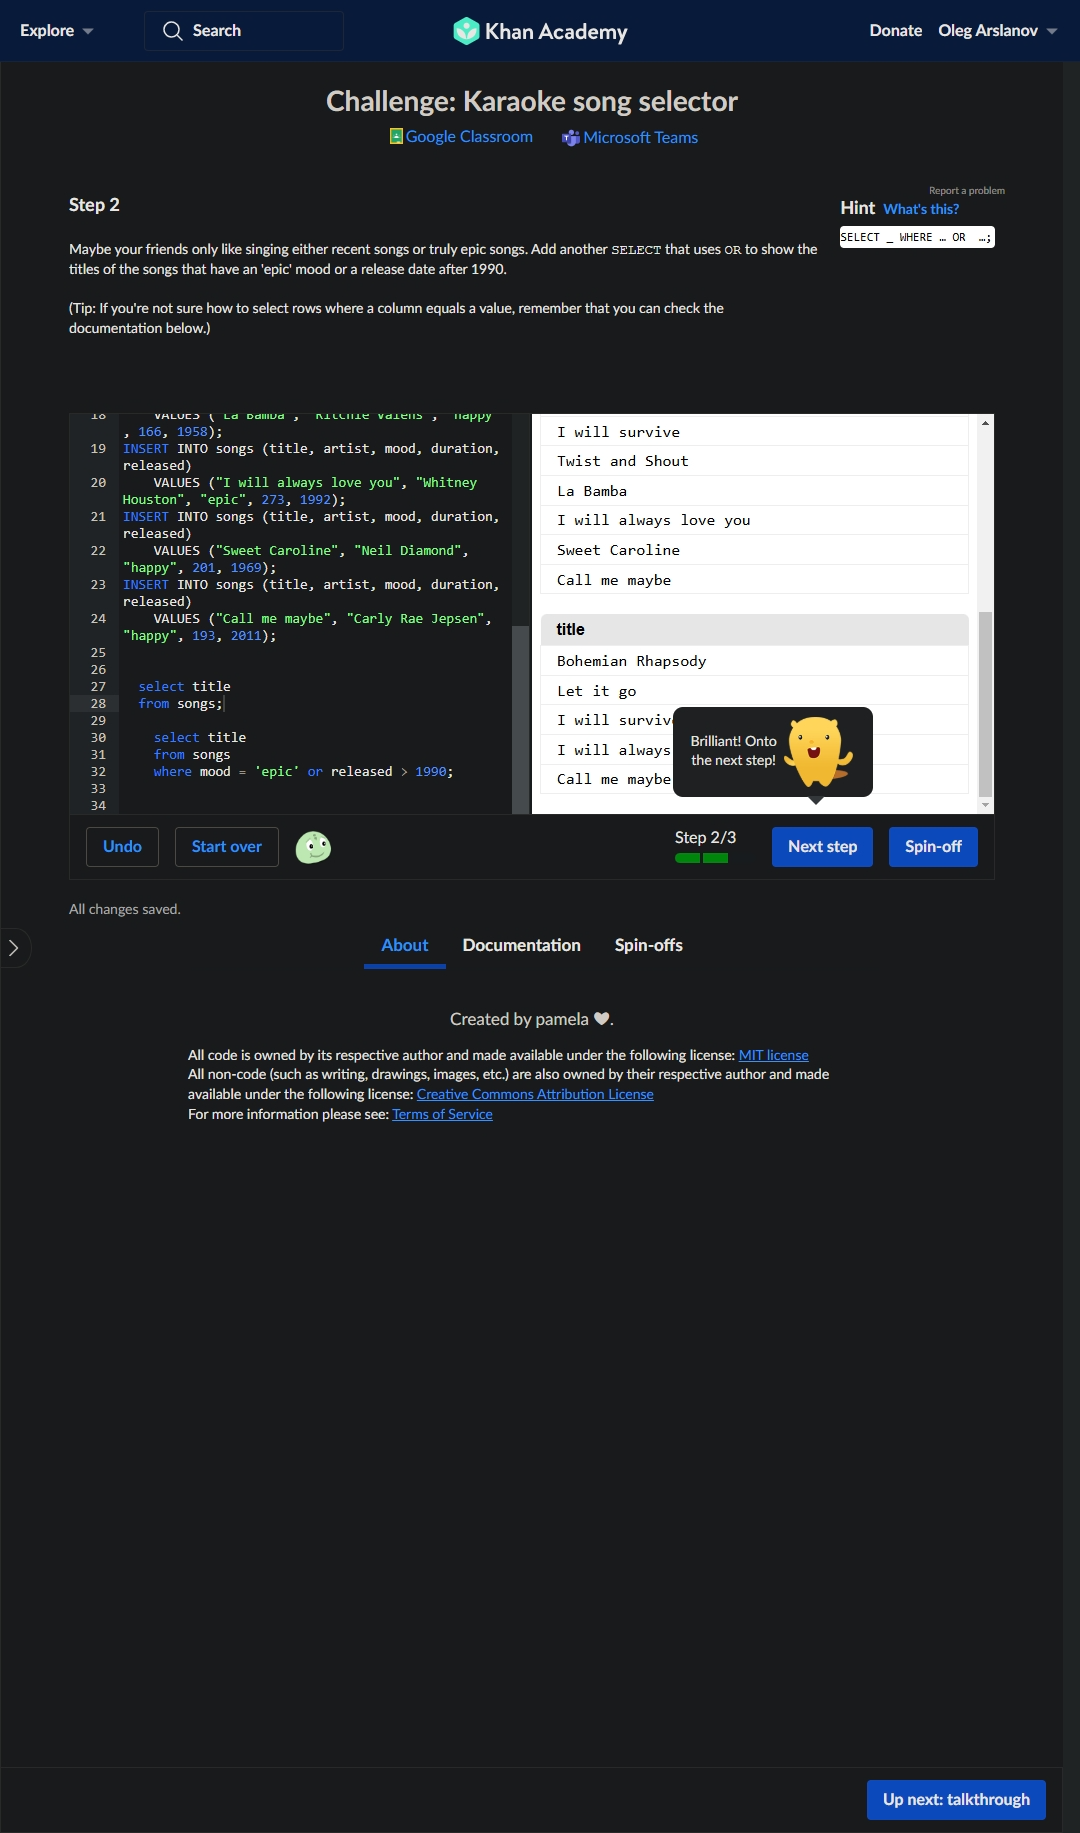 Explore
Search
Khan Academy
Donate
Oleg Arslanov
Challenge: Karaoke song selector
Google Classroom
Microsoft Teams
Report a problem
Step 2
Hint What's this?
SELECT _ WHERE … OR …;
Maybe your friends only like singing either recent songs or truly epic songs. Add another SELECT that uses OR to show the
titles of the songs that have an 'epic' mood or a release date after 1990.
(Tip: If you're not sure how to select rows where a column equals a value, remember that you can check the
documentation below.)
18 VALUES ("La Bamba", "Ritchie Valens", "happy"
, 166, 1958);
19 INSERT INTO songs (title, artist, mood, duration,
released)
20 VALUES ("I will always love you", "Whitney
Houston", "epic", 273, 1992);
21 INSERT INTO songs (title, artist, mood, duration,
released)
22 VALUES ("Sweet Caroline", "Neil Diamond",
"happy", 201, 1969);
23 INSERT INTO songs (title, artist, mood, duration,
released)
24 VALUES ("Call me maybe", "Carly Rae Jepsen",
"happy", 193, 2011);
25
26
27 select title
28 from songs;
29
30 select title
31 from songs
32 where mood = 'epic' or released > 1990;
33
34
I will survive
Twist and Shout
La Bamba
I will always love you
Sweet Caroline
Call me maybe
title
Bohemian Rhapsody
Let it go
I will surviv
I will always
Call me maybe
Brilliant! Onto
the next step!
Undo
Start over
Step 2/3
Next step
Spin-off
All changes saved.
About
Documentation
Spin-offs
Created by pamela ♥.
All code is owned by its respective author and made available under the following license: MIT license
All non-code (such as writing, drawings, images, etc.) are also owned by their respective author and made
available under the following license: Creative Commons Attribution License
For more information please see: Terms of Service
Up next: talkthrough